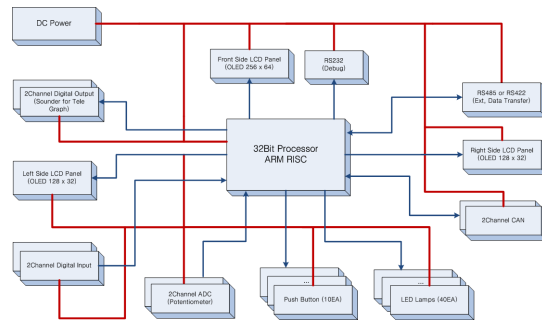 DC Power
Front Side LCD Panel
(OLED 256 x 64)
RS232
(Debug)
2Channel Digital Output
(Sounder for Tele
Graph)
RS485 or RS422
(Ext, Data Transfer)
32Bit Processor
ARM RISC
Left Side LCD Panel
(OLED 128 x 32)
Right Side LCD Panel
(OLED 128 x 32)
2Channel CAN
2Channel Digital Input
2Channel ADC
(Potentiometer)
...
Push Button (10EA)
...
LED Lamps (40EA)